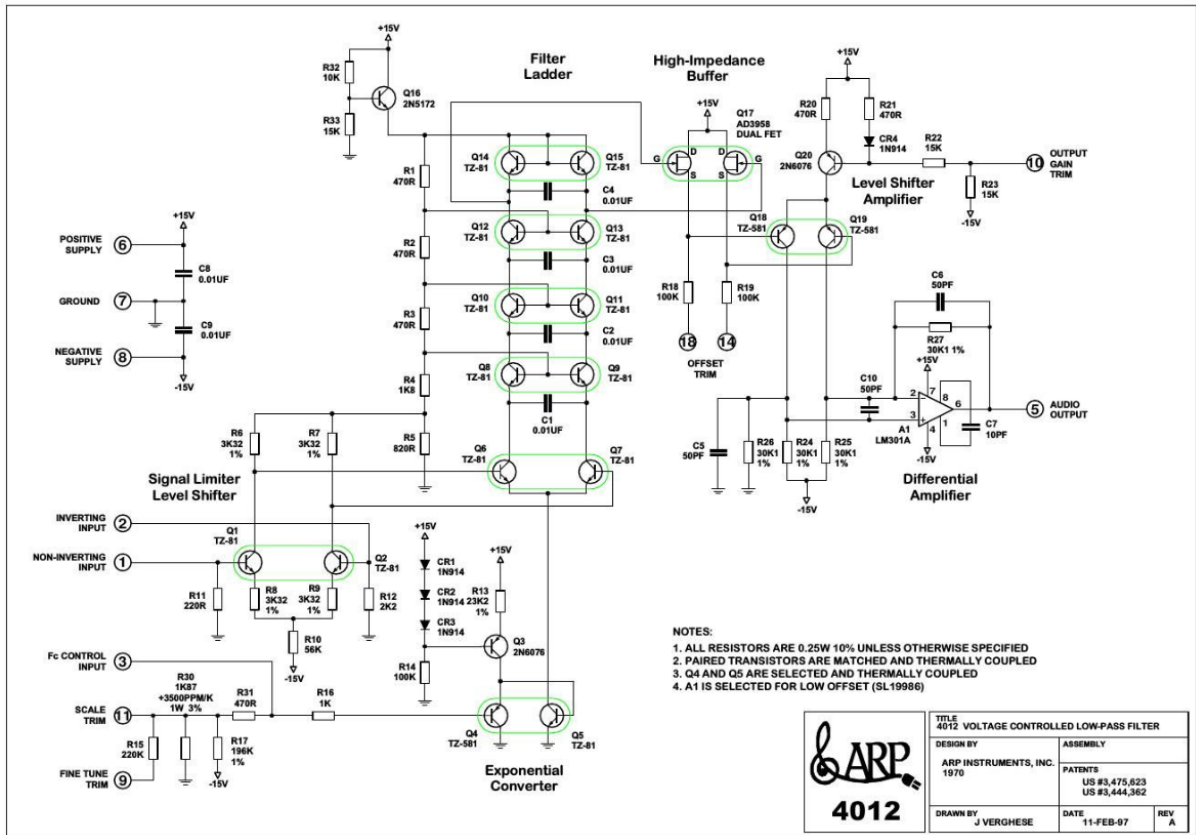 +15V
R32
10K
Q16
2N5172
R33
15K
Filter
Ladder
High-Impedance
Buffer
+15V
Q17
AD3958
DUAL FET
G
D
S
D
S
G
+15V
R20
470R
R21
470R
CR4
1N914
R22
15K
10
OUTPUT
GAIN
TRIM
Q20
2N6076
R23
15K
-15V
Level Shifter
Amplifier
Q14
TZ-81
Q15
TZ-81
R1
470R
C4
0.01UF
Q12
TZ-81
Q13
TZ-81
R2
470R
C3
0.01UF
Q10
TZ-81
Q11
TZ-81
R3
470R
C2
0.01UF
Q8
TZ-81
Q9
TZ-81
R4
1K8
C1
0.01UF
R5
820R
Q6
TZ-81
Q7
TZ-81
Q18
TZ-581
Q19
TZ-581
R18
100K
R19
100K
18
14
OFFSET
TRIM
C6
50PF
R27
30K1 1%
+15V
C10
50PF
2
3
7
8
6
1
4
A1
LM301A
-15V
C7
10PF
5
AUDIO
OUTPUT
C5
50PF
R26
30K1
1%
R24
30K1
1%
R25
30K1
1%
-15V
Differential
Amplifier
+15V
POSITIVE
SUPPLY
6
C8
0.01UF
GROUND
7
C9
0.01UF
NEGATIVE
SUPPLY
8
-15V
R6
3K32
1%
R7
3K32
1%
Signal Limiter
Level Shifter
INVERTING
INPUT
2
NON-INVERTING
INPUT
1
Q1
TZ-81
Q2
TZ-81
R11
220R
R8
3K32
1%
R9
3K32
1%
R12
2K2
R10
56K
-15V
+15V
CR1
1N914
CR2
1N914
CR3
1N914
R14
100K
+15V
R13
23K2
1%
Q3
2N6076
Fc CONTROL
INPUT
3
R30
1K87
+3500PPM/K
1W 3%
R31
470R
R16
1K
SCALE
TRIM
11
R15
220K
R17
196K
1%
-15V
FINE TUNE
TRIM
9
Q4
TZ-581
Q5
TZ-81
Exponential
Converter
NOTES:
1. ALL RESISTORS ARE 0.25W 10% UNLESS OTHERWISE SPECIFIED
2. PAIRED TRANSISTORS ARE MATCHED AND THERMALLY COUPLED
3. Q4 AND Q5 ARE SELECTED AND THERMALLY COUPLED
4. A1 IS SELECTED FOR LOW OFFSET (SL19986)
ARP
4012
TITLE
4012 VOLTAGE CONTROLLED LOW-PASS FILTER
DESIGN BY
ARP INSTRUMENTS, INC.
1970
ASSEMBLY
PATENTS
US #3,475,623
US #3,444,362
DRAWN BY
J VERGHESE
DATE
11-FEB-97
REV
A